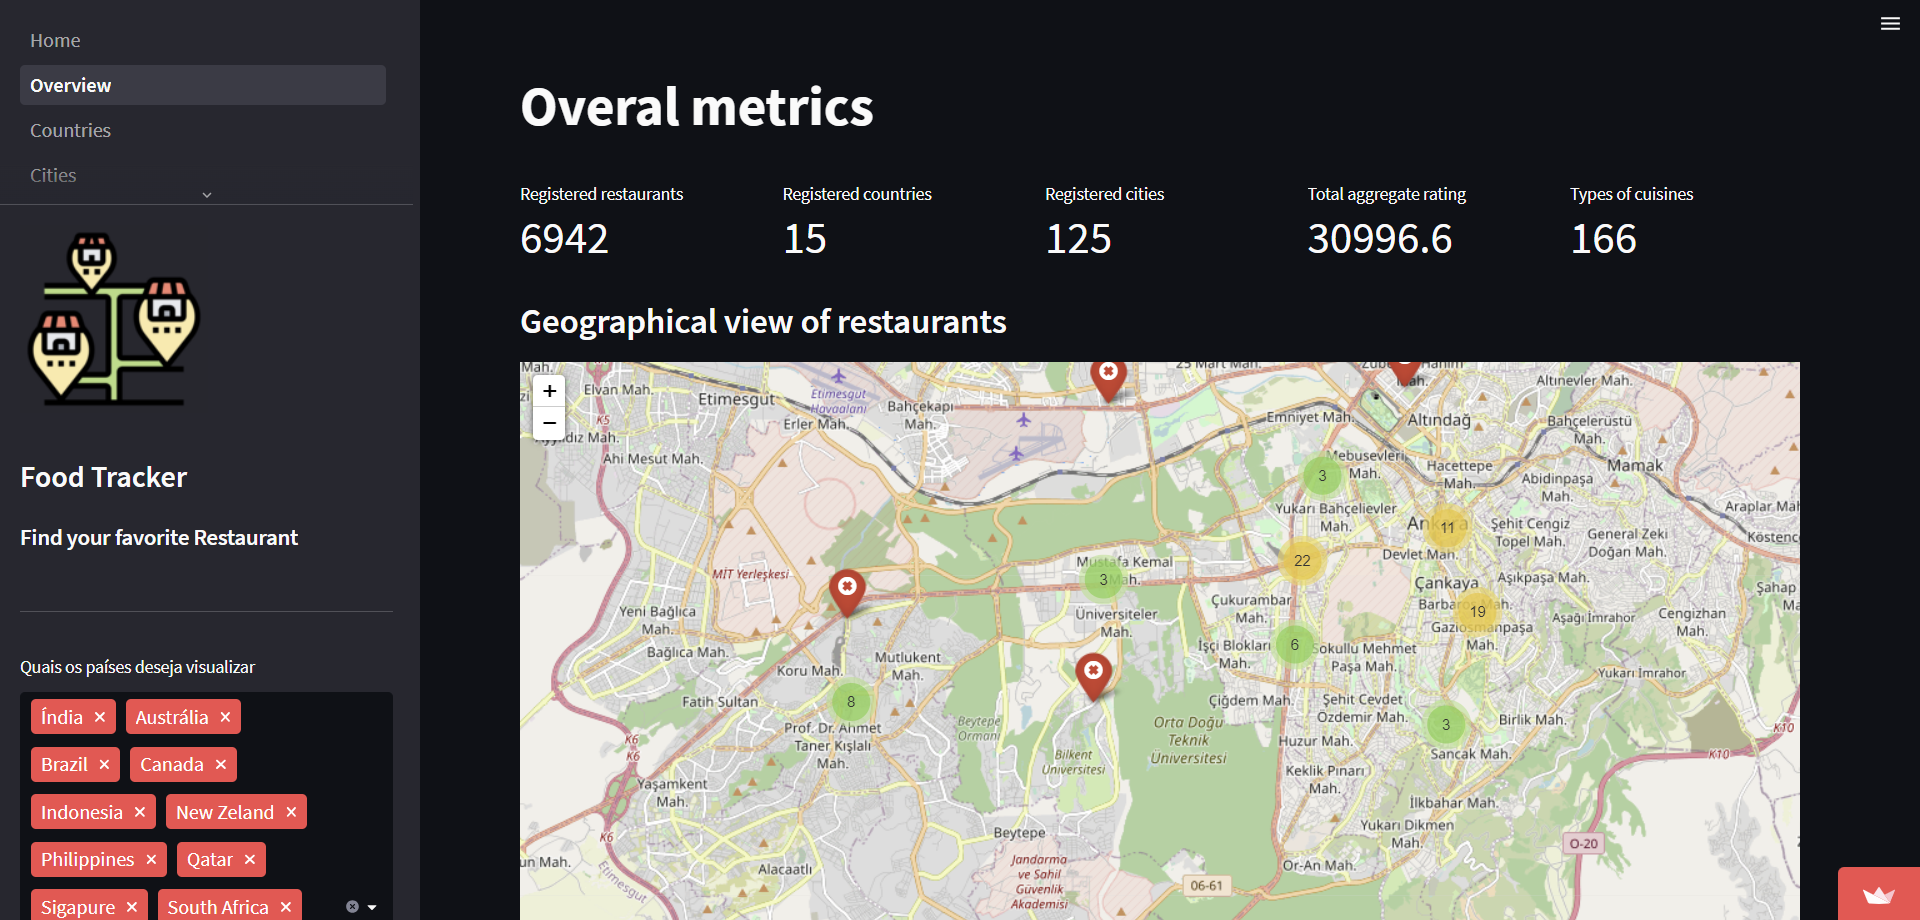 Home
Overview
Countries
Cities
Food Tracker
Find your favorite Restaurant
Quais os países deseja visualizar
Índia × Austrália ×
Brazil × Canada ×
Indonesia × New Zeland ×
Philippines × Qatar ×
Sigapure × South Africa ×
Overal metrics
Registered restaurants
6942
Registered countries
15
Registered cities
125
Total aggregate rating
30996.6
Types of cuisines
166
Geographical view of restaurants
+
−
Mah.
Elvan Mah.
K5
Ahi Mesut Mah.
Etimesgut
Etimesgut
Havaalanı
Erler Mah.
Bahçekapı
Mah.
25 Mart Mah.
Mah.
Altınevler Mah.
Emniyet Mah.
Altındağ
Bahçelerüstü
Mah.
Mebusevleri
Mah.
3
Hacettepe
Mah.
Mamak
Abidinpaşa
Mah.
Araplar Mah
Yukarı Bahçelievler
Mah.
Ankara
11
Şehit Cengiz
Topel Mah.
General Zeki
Doğan Mah.
Köstence
Devlet Mah.
22
MİT Yerleşkesi
Mustafa Kemal
Mah.
3
Çankaya
Aşıkpaşa Mah.
Şahap
Yeni Bağlıca
Mah.
Üniversiteler
Mah.
Çukurambar
Mah.
19
Gaziosmanpaşa
Mah.
Aşağı İmrahor
Cengizhan
Mah.
Bağlıca Mah.
Koru Mah.
Mutlukent
Mah.
İşçi Blokları
Mah.
6
Sokullu Mehmet
Paşa Mah.
Yukarı İmrahor
Fatih Sultan
8
Prof. Dr. Ahmet
Taner Kışlalı
Mah.
Beytepe
Ormanı
Orta Doğu
Teknik
Üniversitesi
Çiğdem Mah.
Şehit Cevdet
Özdemir Mah.
3
Birlik Mah.
K10
K6
K6
Bilkent
Üniversitesi
Huzur Mah.
Sancak Mah.
K10
Yaşamkent
Mah.
Keklik Pınarı
Mah.
İlkbahar Mah.
K6
Beytepe
Yukarı Dikmen
Mah.
O-20
Alacaatlı
Jandarma
ve Sahil
Güvenlik
Akademisi
Or-An Mah.
06-61